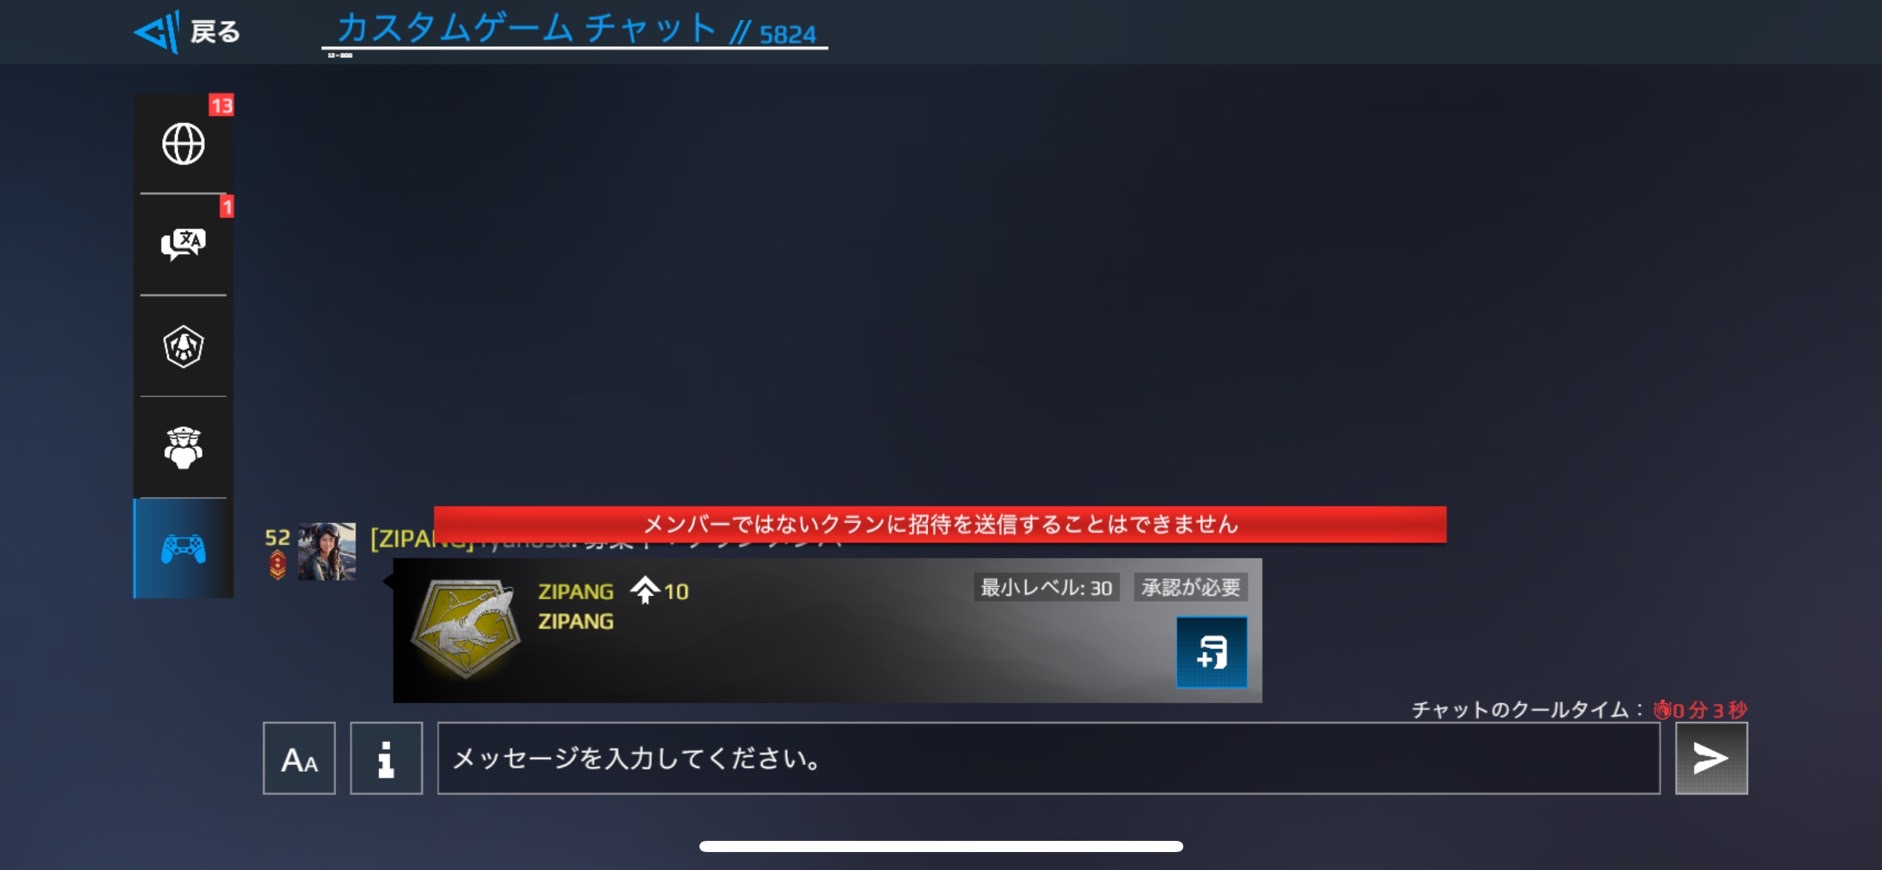 戻る
カスタムゲーム チャット // 5824
13
1
メンバーではないクランに招待を送信することはできません
52
[ZIPANG]
ZIPANG 10
最小レベル: 30
承認が必要
ZIPANG
チャットのクールタイム： 0分3秒
AA
i
メッセージを入力してください。